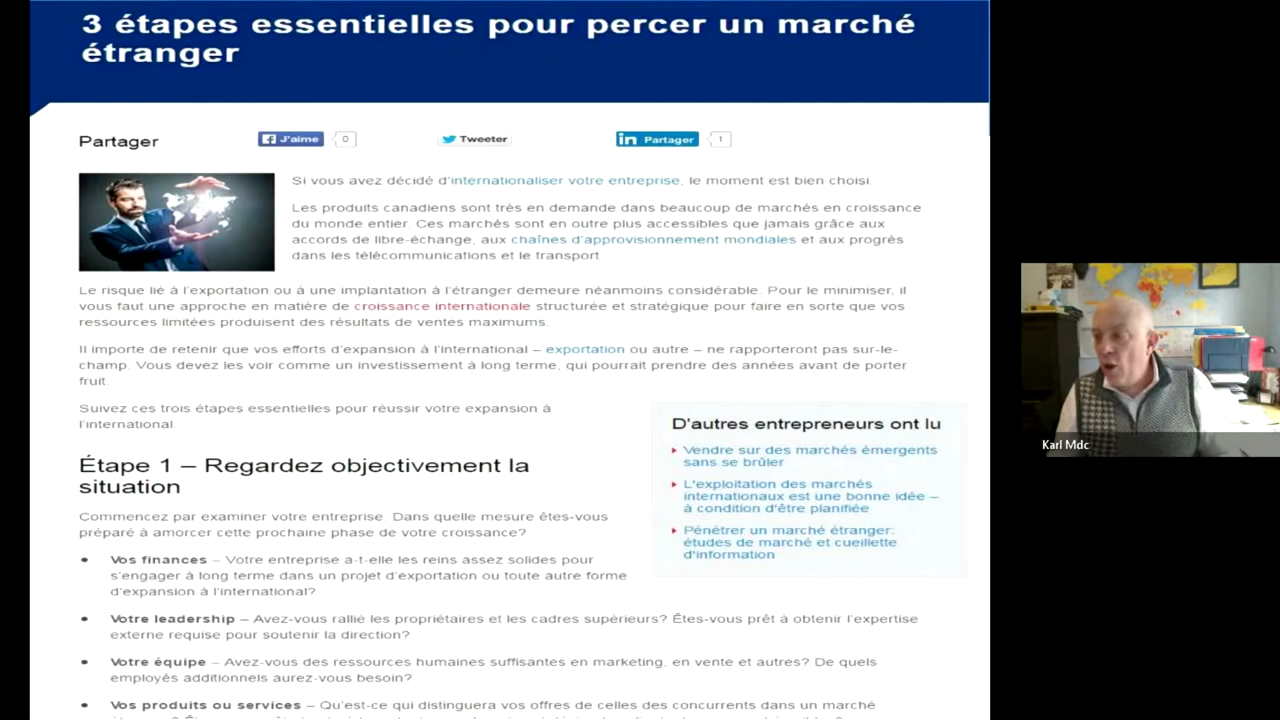 3 étapes essentielles pour percer un marché
étranger
Partager
J'aime
0
Tweeter
in Partager
1
Si vous avez décidé d'internationaliser votre entreprise, le moment est bien choisi.
Les produits canadiens sont très en demande dans beaucoup de marchés en croissance
du monde entier. Ces marchés sont en outre plus accessibles que jamais grâce aux
accords de libre-échange, aux chaînes d'approvisionnement mondiales et aux progrès
dans les télécommunications et le transport.
Le risque lié à l'exportation ou à une implantation à l'étranger demeure néanmoins considérable. Pour le minimiser, il
vous faut une approche en matière de croissance internationale structurée et stratégique pour faire en sorte que vos
ressources limitées produisent des résultats de ventes maximums.
Il importe de retenir que vos efforts d'expansion à l'international – exportation ou autre – ne rapporteront pas sur-le-
champ. Vous devez les voir comme un investissement à long terme, qui pourrait prendre des années avant de porter
fruit.
Suivez ces trois étapes essentielles pour réussir votre expansion à
l'international.
Étape 1 – Regardez objectivement la
situation
Commencez par examiner votre entreprise. Dans quelle mesure êtes-vous
préparé à amorcer cette prochaine phase de votre croissance?
• Vos finances – Votre entreprise a-t-elle les reins assez solides pour
s'engager à long terme dans un projet d'exportation ou toute autre forme
d'expansion à l'international?
• Votre leadership – Avez-vous rallié les propriétaires et les cadres supérieurs? Êtes-vous prêt à obtenir l'expertise
externe requise pour soutenir la direction?
• Votre équipe – Avez-vous des ressources humaines suffisantes en marketing, en vente et autres? De quels
employés additionnels aurez-vous besoin?
• Vos produits ou services – Qu'est-ce qui distinguera vos offres de celles des concurrents dans un marché
D'autres entrepreneurs ont lu
Vendre sur des marchés émergents
sans se brûler
L'exploitation des marchés
internationaux est une bonne idée –
à condition d'être planifiée
Pénétrer un marché étranger:
études de marché et cueillette
d'information
Karl Mdc